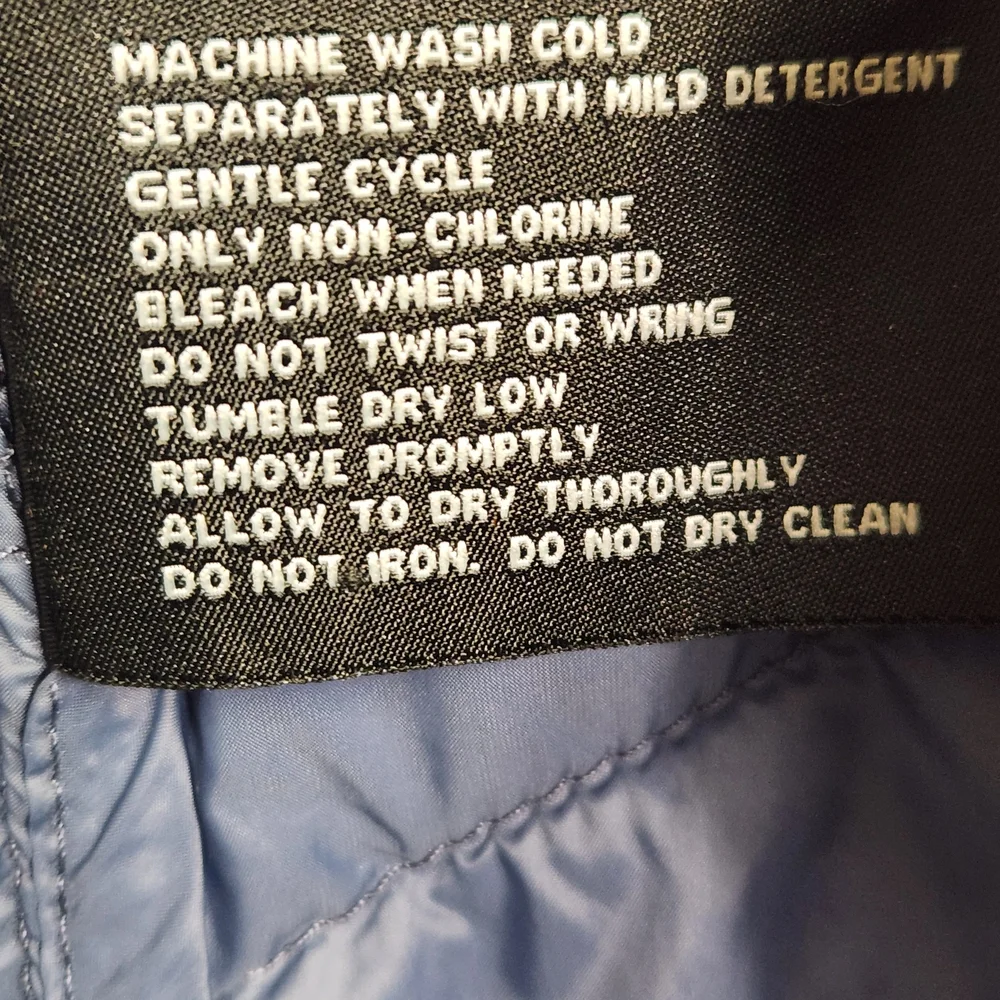 MACHINE WASH COLD
SEPARATELY WITH MILD DETERGENT
GENTLE CYCLE
ONLY NON-CHLORINE
BLEACH WHEN NEEDED
DO NOT TWIST OR WRING
TUMBLE DRY LOW
REMOVE PROMPTLY
ALLOW TO DRY THOROUGHLY
DO NOT IRON. DO NOT DRY CLEAN